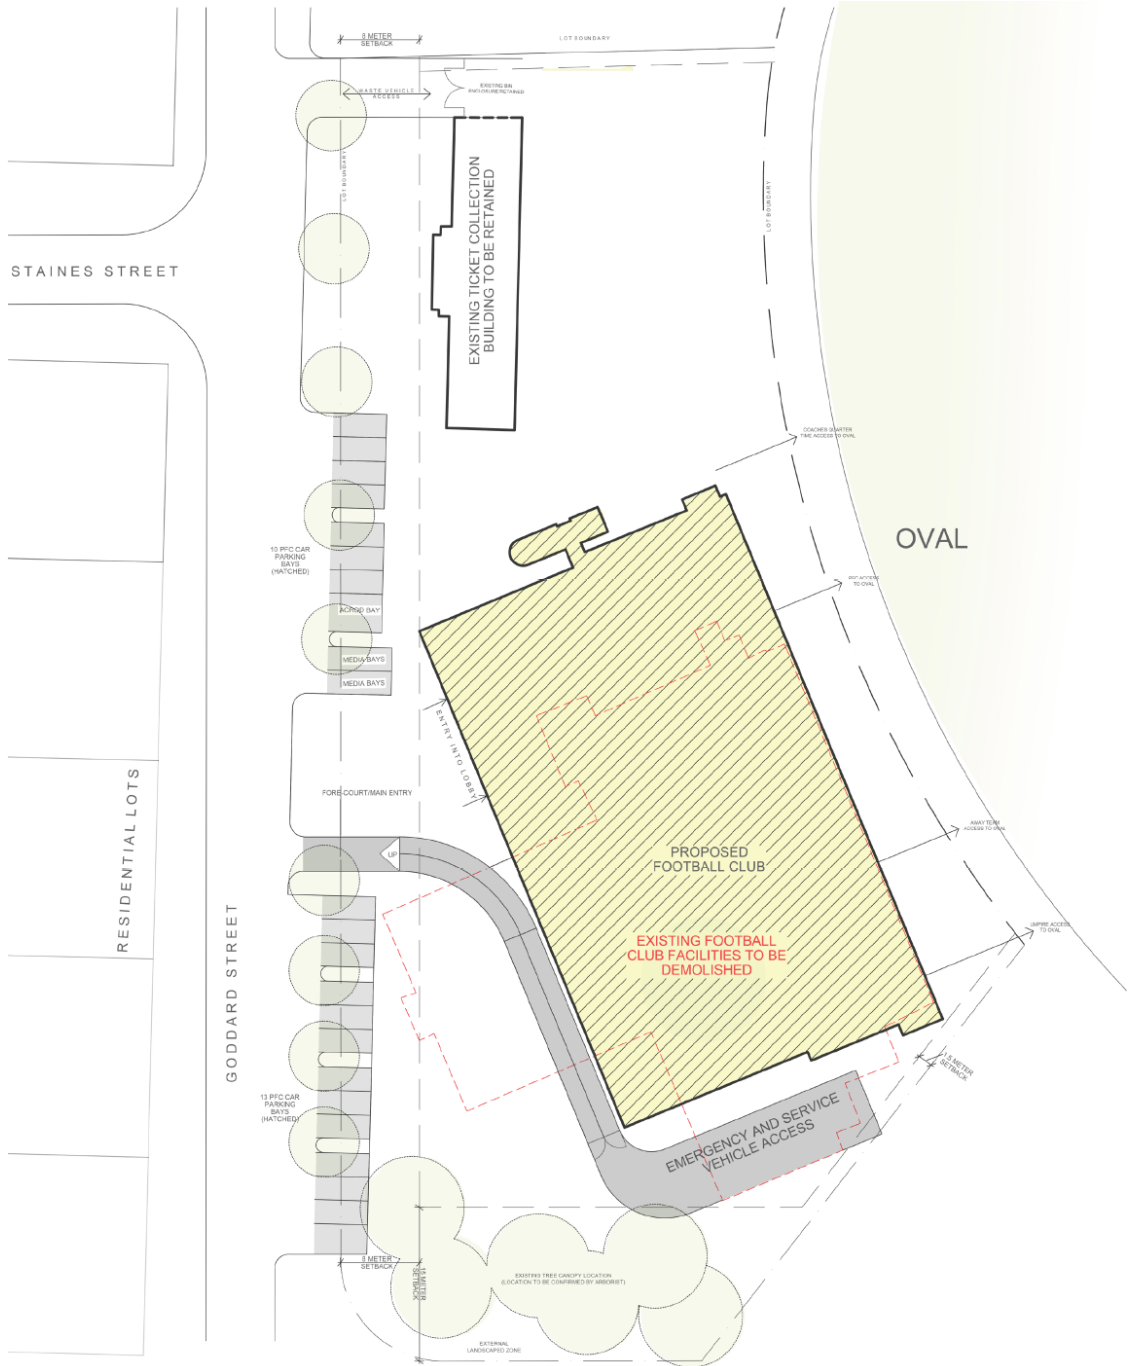 8 METER
SETBACK
LOT BOUNDARY
WASTE VEHICLE
ACCESS
EXISTING BIN
ENCLOSURE RETAINED
LOT BOUNDARY
EXISTING TICKET COLLECTION
BUILDING TO BE RETAINED
LOT BOUNDARY
STAINES STREET
COACHES QUARTER
TIME ACCESS TO OVAL
OVAL
10 PFC CAR
PARKING
BAYS
(HATCHED)
ACROD BAY
ACCESS
TO OVAL
MEDIA BAYS
MEDIA BAYS
ENTRY INTO LOBBY
FORE-COURT/MAIN ENTRY
RESIDENTIAL LOTS
UP
PROPOSED
FOOTBALL CLUB
AWAY TEAM
ACCESS TO OVAL
EXISTING FOOTBALL
CLUB FACILITIES TO BE
DEMOLISHED
UMPIRE ACCESS
TO OVAL
GODDARD STREET
1.5 METER
SETBACK
13 PFC CAR
PARKING
BAYS
(HATCHED)
EMERGENCY AND SERVICE
VEHICLE ACCESS
8 METER
SETBACK
15 METER
SETBACK
EXISTING TREE CANOPY LOCATION
(LOCATION TO BE CONFIRMED BY ARBORIST)
EXTERNAL
LANDSCAPED ZONE